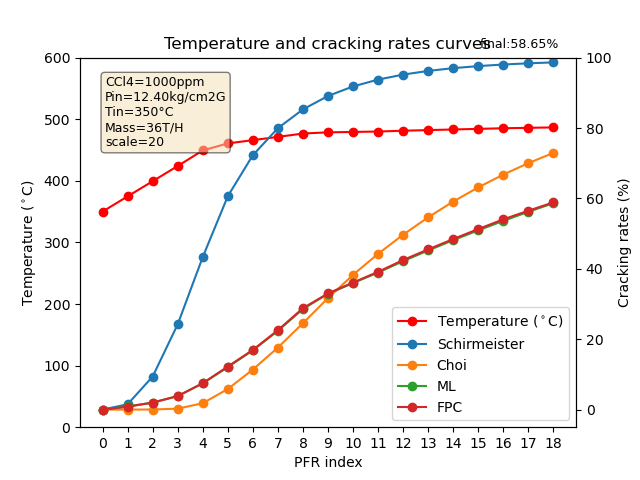 Temperature and cracking rates curves
final:58.65%
CCl4=1000ppm
Pin=12.40kg/cm2G
Tin=350°C
Mass=36T/H
scale=20
600
500
400
300
200
100
0
Temperature (°C)
100
80
60
40
20
0
Cracking rates (%)
Temperature (°C)
Schirmeister
Choi
ML
FPC
0 1 2 3 4 5 6 7 8 9 10 11 12 13 14 15 16 17 18
PFR index